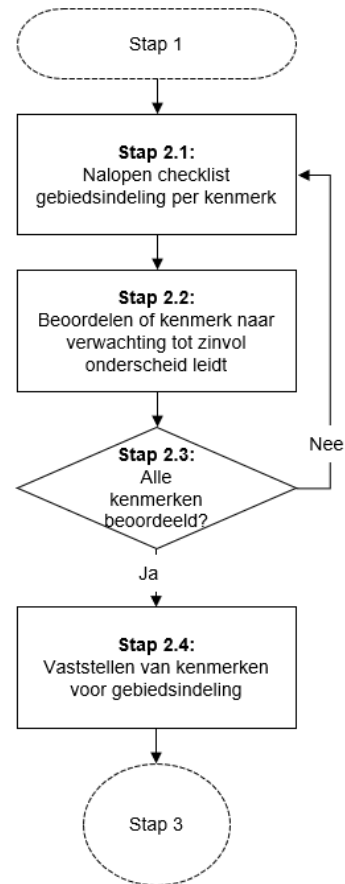 Stap 1
Stap 2.1:
Nalopen checklist
gebiedsindeling per kenmerk
Stap 2.2:
Beoordelen of kenmerk naar
verwachting tot zinvol
onderscheid leidt
Stap 2.3:
Alle
kenmerken
beoordeeld?
Nee
Ja
Stap 2.4:
Vaststellen van kenmerken
voor gebiedsindeling
Stap 3